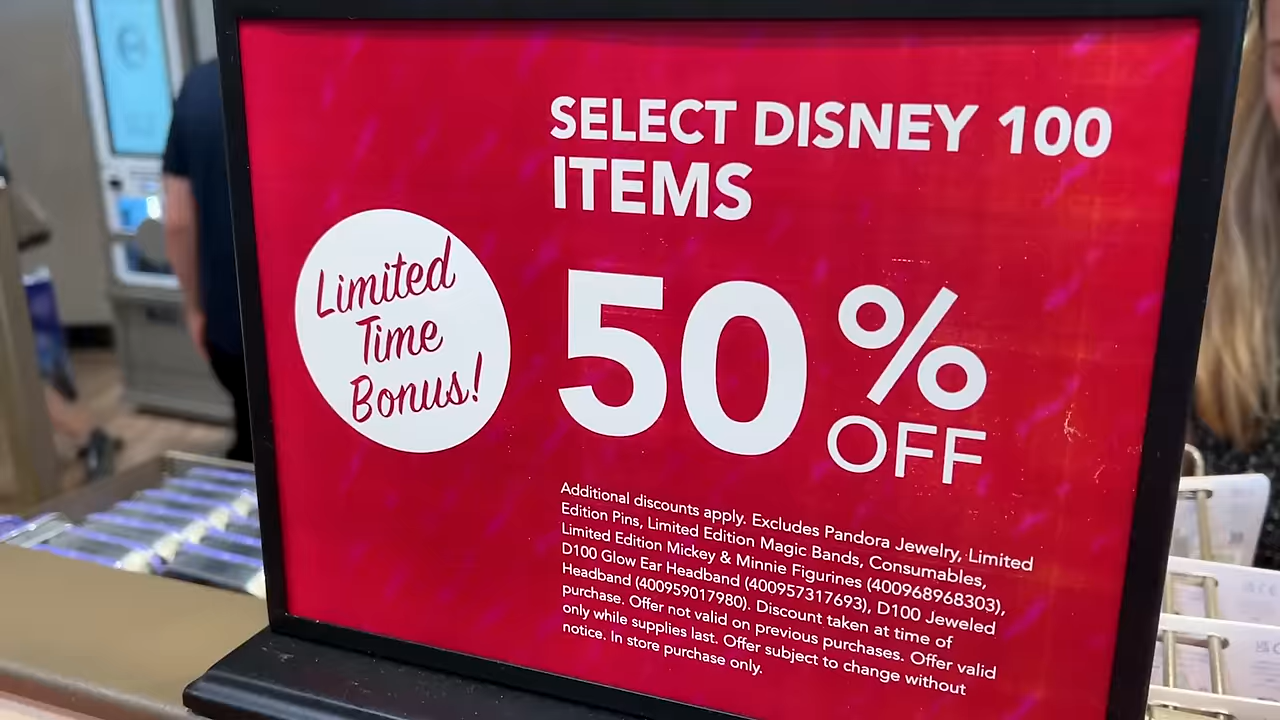 SELECT DISNEY 100
ITEMS
Limited
Time
Bonus!
50%
OFF
Additional discounts apply. Excludes Pandora Jewelry, Limited
Edition Pins, Limited Edition Magic Bands, Consumables,
Limited Edition Mickey & Minnie Figurines (400968968303),
D100 Glow Ear Headband (400957317693), D100 Jeweled
Headband (400959017980). Discount taken at time of
purchase. Offer not valid on previous purchases. Offer valid
only while supplies last. Offer subject to change without
notice. In store purchase only.